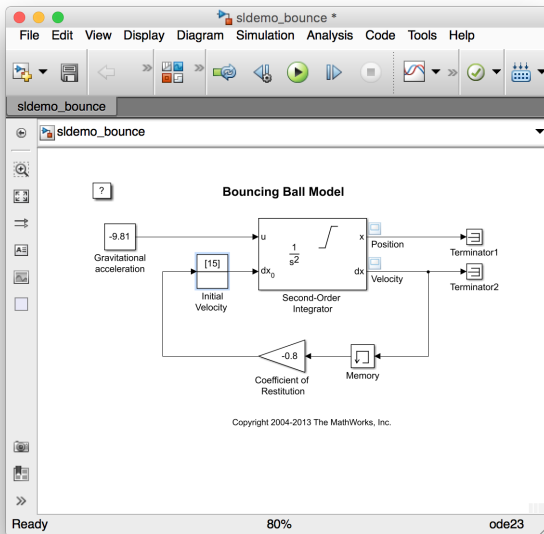 sldemo_bounce *
File Edit View Display Diagram Simulation Analysis Code Tools Help
sldemo_bounce
sldemo_bounce
?
Bouncing Ball Model
-9.81
Gravitational
acceleration
[15]
Initial
Velocity
u
dx0
1
s2
x
dx
Second-Order
Integrator
Position
Velocity
Terminator1
Terminator2
-0.8
Coefficient of
Restitution
Memory
Copyright 2004-2013 The MathWorks, Inc.
Ready 80% ode23